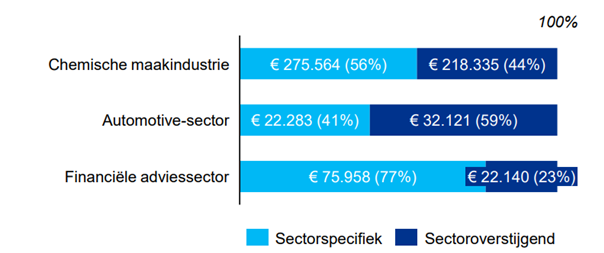 100%
Chemische maakindustrie € 275.564 (56%) € 218.335 (44%)
Automotive-sector € 22.283 (41%) € 32.121 (59%)
Financiële adviessector € 75.958 (77%) € 22.140 (23%)
Sectorspecifiek Sectoroverstijgend